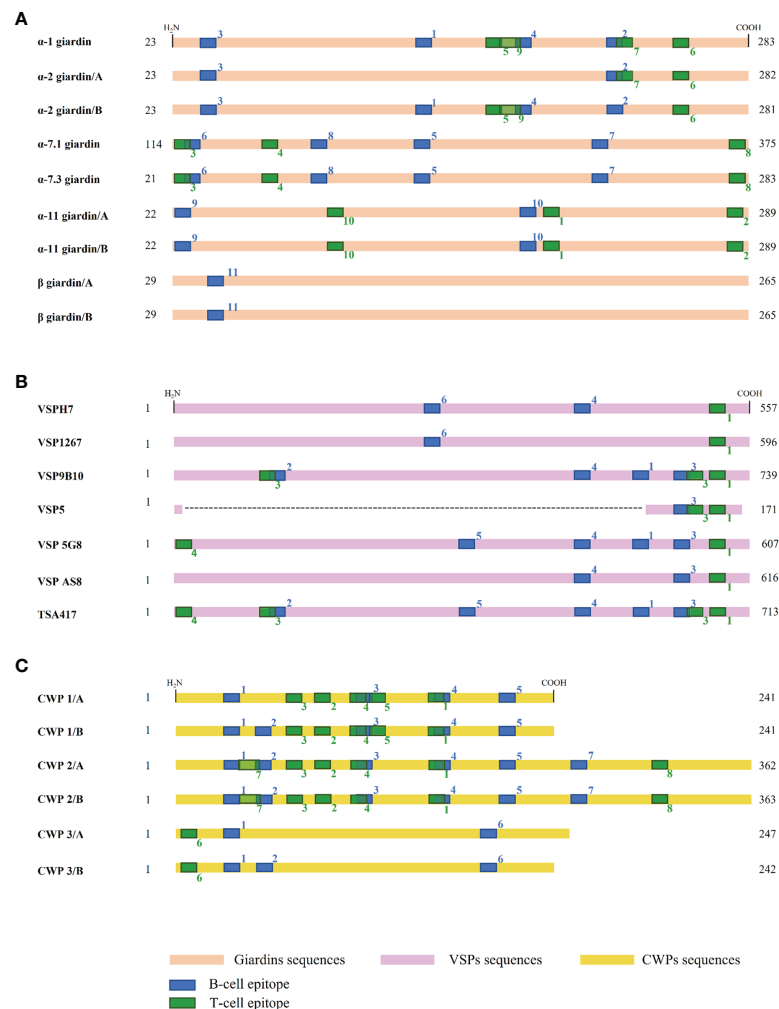 A
H₂N COOH
3 1 4 2
α-1 giardin 23 283
5 9 7 6
3 2
α-2 giardin/A 23 282
7 6
3 1 4 2
α-2 giardin/B 23 281
5 9 6
6 8 5 7
α-7.1 giardin 114 375
3 4 8
6 8 5 7
α-7.3 giardin 21 283
3 4 8
9 10
α-11 giardin/A 22 289
10 1 2
9 10
α-11 giardin/B 22 289
10 1 2
11
β giardin/A 29 265
11
β giardin/B 29 265
B
H₂N COOH
6 4
VSPH7 1 557
1
6
VSP1267 1 596
1
2 4 1 3
VSP9B10 1 739
3 3 1
VSP5 1 3 171
3 1
5 4 1 3
VSP 5G8 1 607
4 1
4 3
VSP AS8 1 616
1
2 5 4 1 3
TSA417 1 713
4 3 3 1
C
H₂N COOH
1 3 4 5
CWP 1/A 1 241
3 2 4 5 1
1 2 3 4 5
CWP 1/B 1 241
3 2 4 5 1
1 2 3 4 5 7
CWP 2/A 1 362
7 3 2 4 1 8
1 2 3 4 5 7
CWP 2/B 1 363
7 3 2 4 1 8
1 6
CWP 3/A 1 247
6
1 2 6
CWP 3/B 1 242
6
Giardins sequences VSPs sequences CWPs sequences
B-cell epitope
T-cell epitope